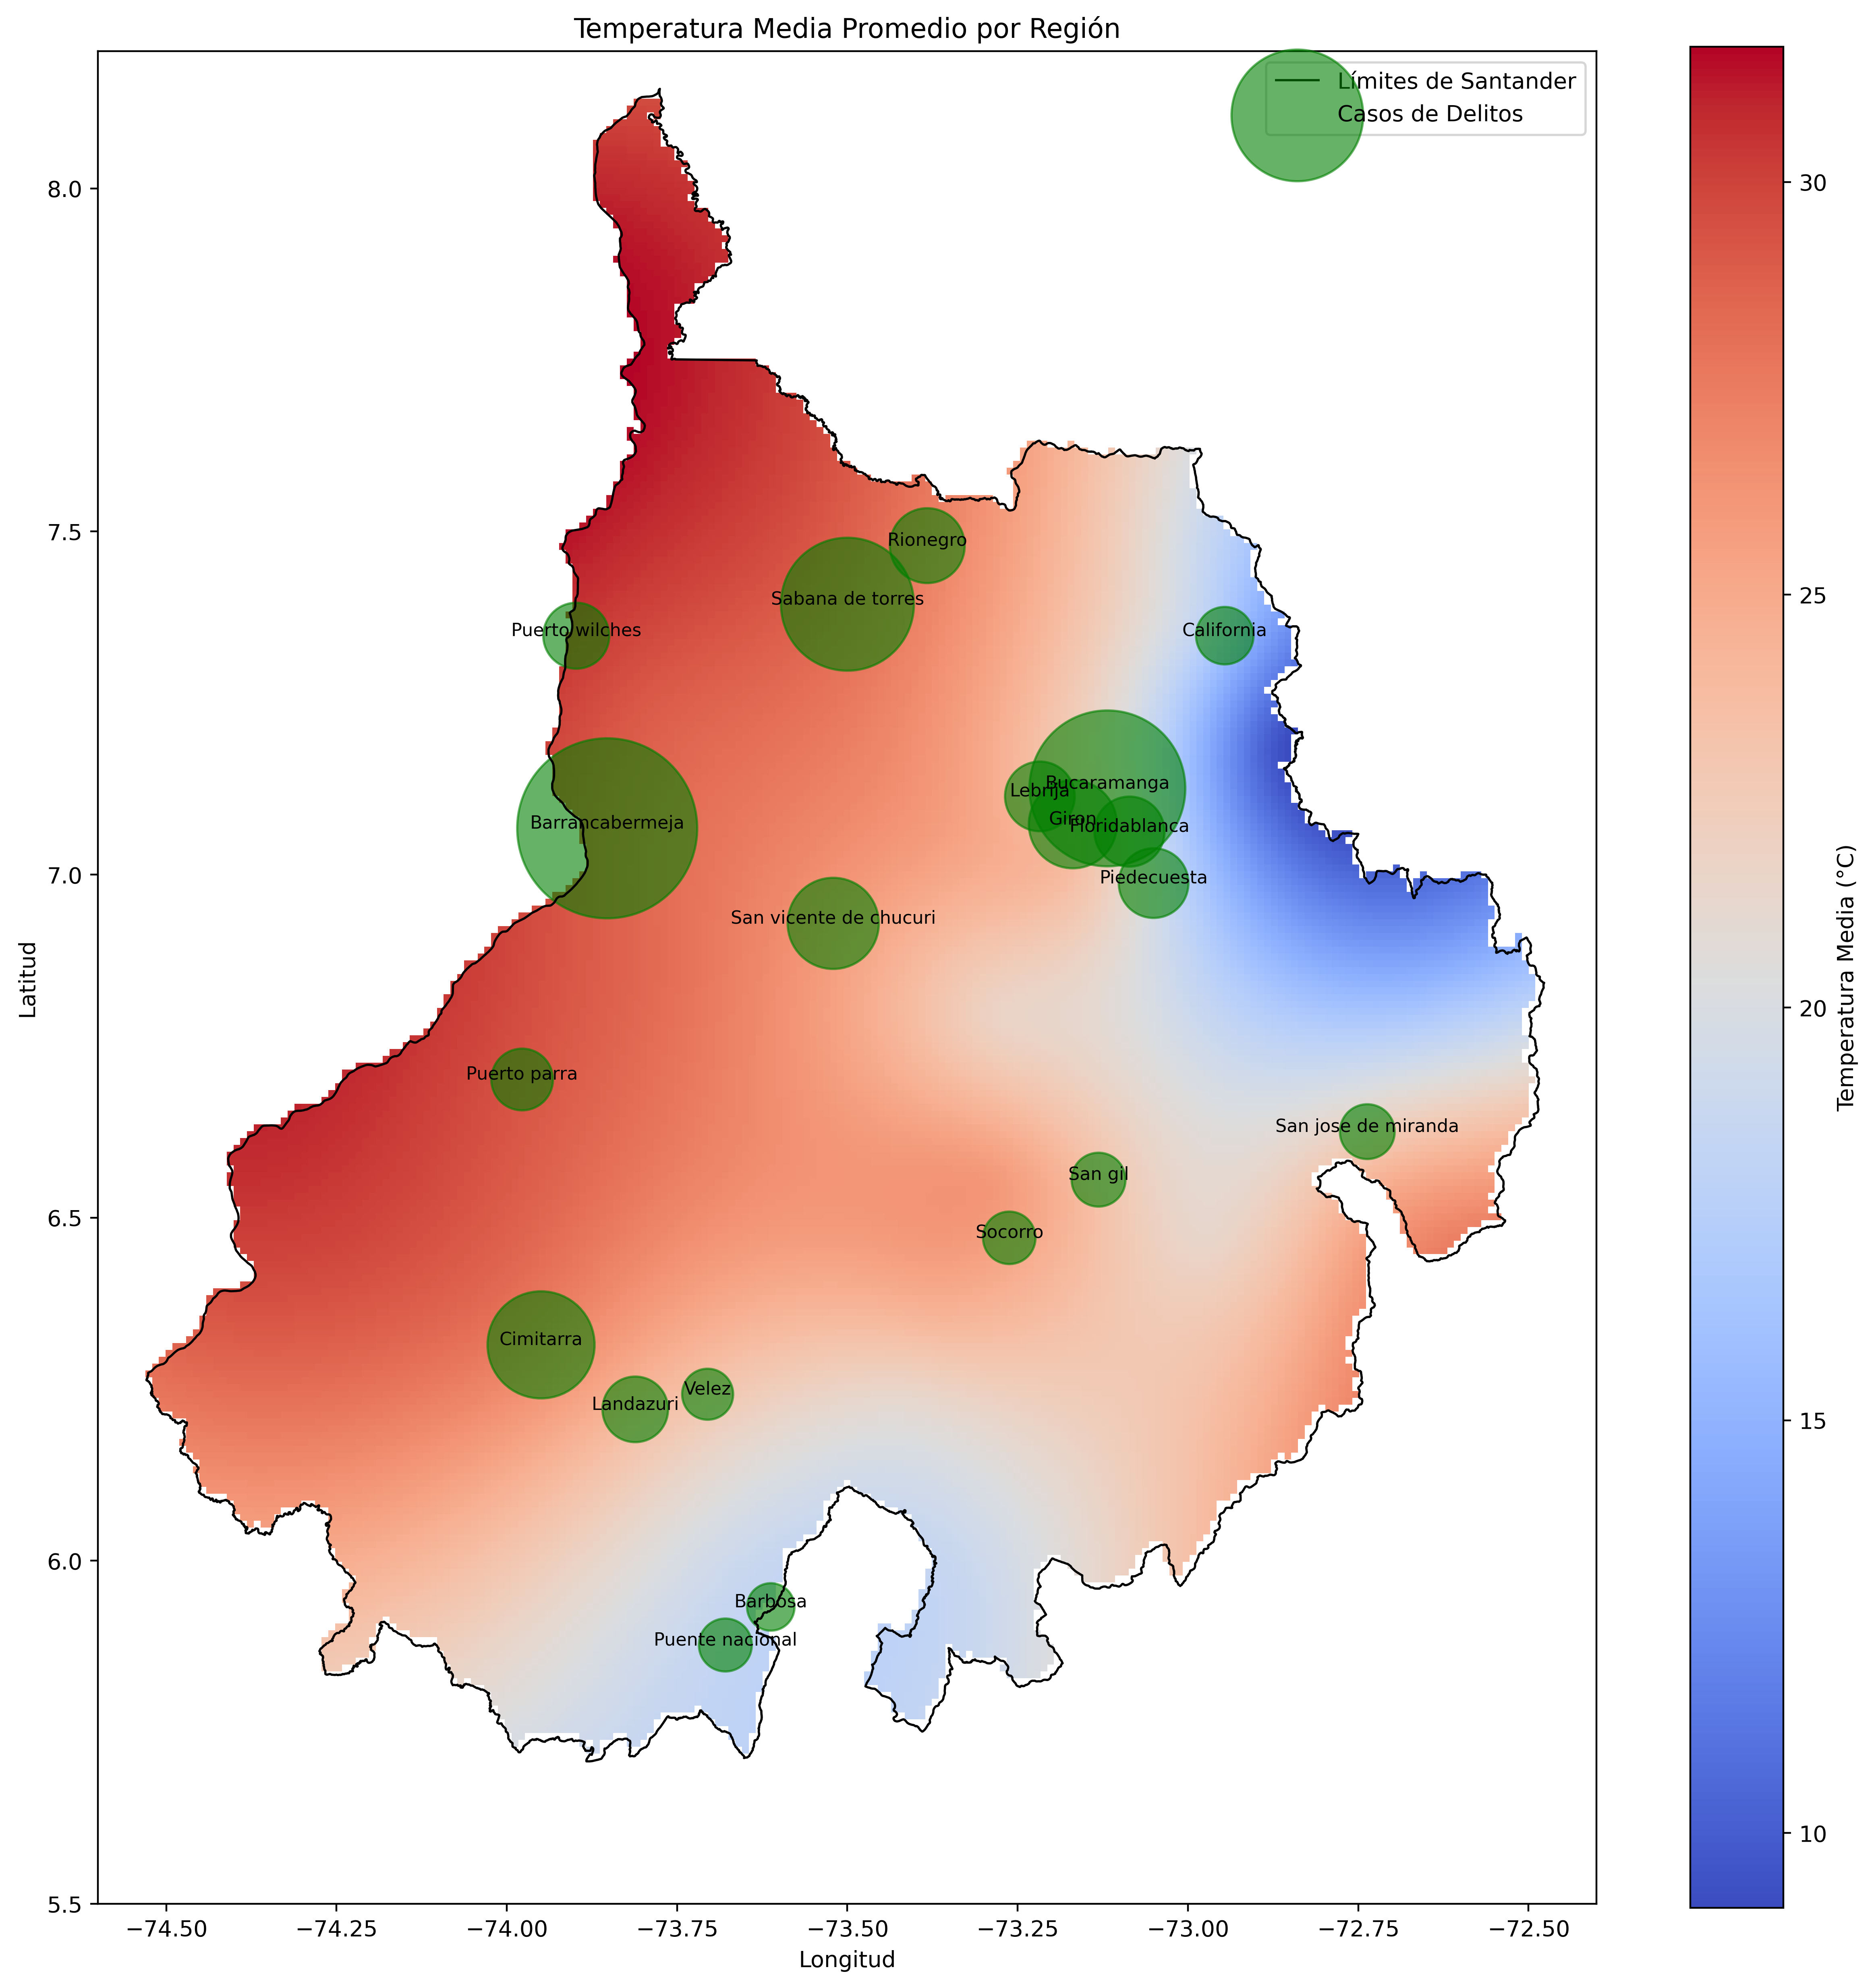 Temperatura Media Promedio por Región
Límites de Santander
Casos de Delitos
8.0
7.5
7.0
6.5
6.0
5.5
Latitud
Rionegro
Sabana de torres
Puerto wilches
California
Bucaramanga
Lebrija
Giron
Floridablanca
Barrancabermeja
Piedecuesta
San vicente de chucuri
Puerto parra
San jose de miranda
San gil
Socorro
Cimitarra
Velez
Landazuri
Barbosa
Puente nacional
−74.50 −74.25 −74.00 −73.75 −73.50 −73.25 −73.00 −72.75 −72.50
Longitud
30
25
20
15
10
Temperatura Media (°C)